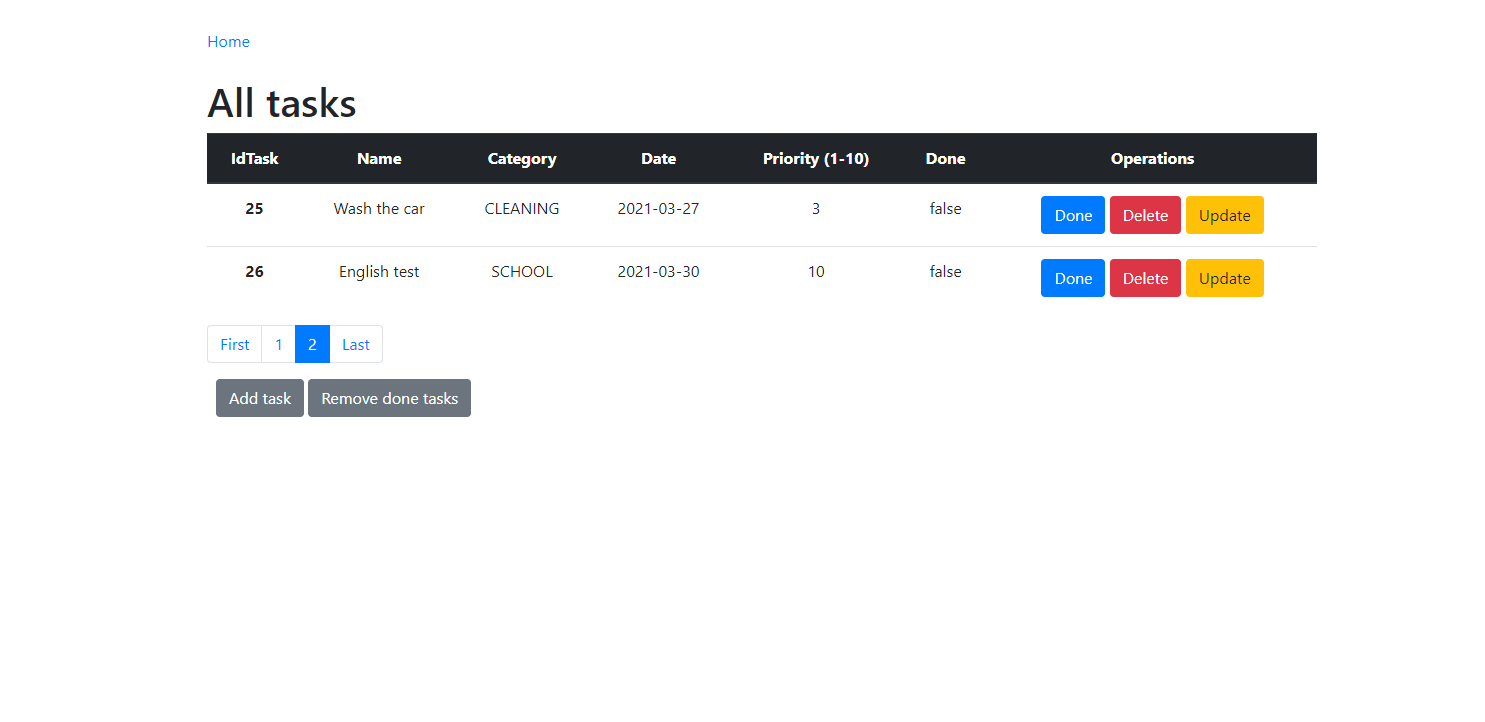 Home
All tasks
IdTask Name Category Date Priority (1-10) Done Operations
25 Wash the car CLEANING 2021-03-27 3 false Done Delete Update
26 English test SCHOOL 2021-03-30 10 false Done Delete Update
First 1 2 Last
Add task Remove done tasks